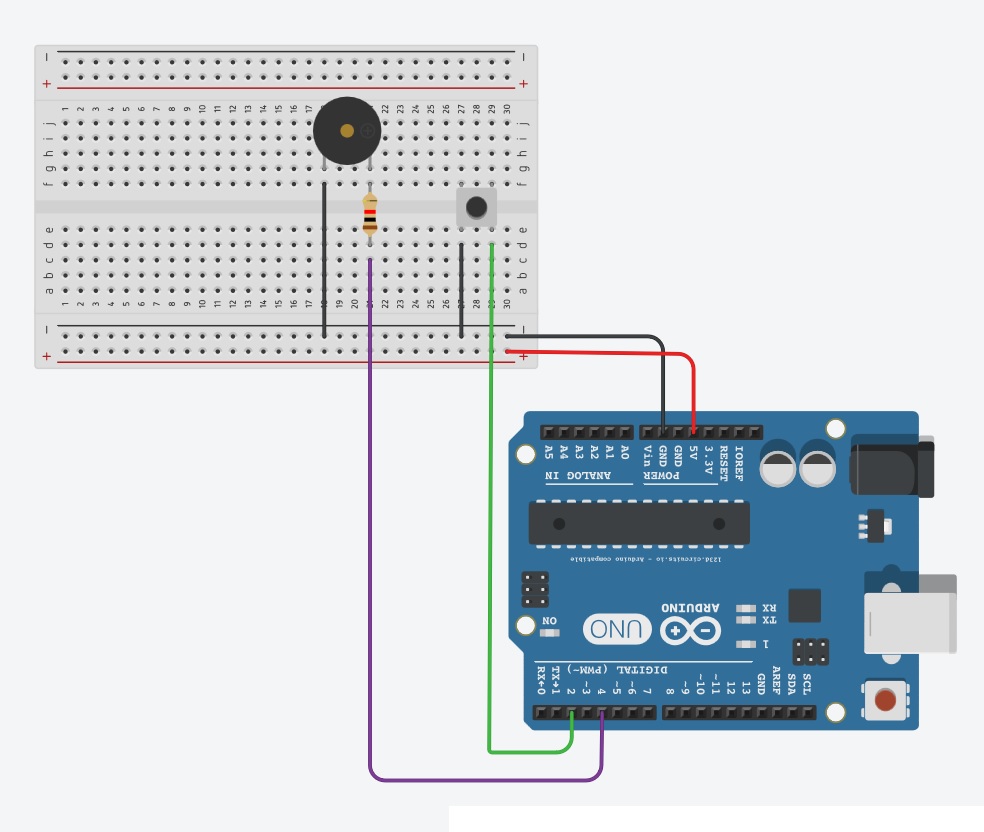 − −
+ +
1 2 3 4 5 6 7 8 9 10 11 12 13 14 15 16 17 22 23 24 25 26 27 28 29 30
j j
i i
h h
g g
f f
e e
d d
c c
b b
a a
1 2 3 4 5 6 7 8 9 10 11 12 13 14 15 16 17 18 19 20 21 22 23 24 25 26 27 28 29 30
− −
+ +
A5 A4 A3 A2 A1 A0 Vin GND GND 5V 3.3V RESET IOREF
ANALOG IN POWER
123d.circuits.io - Arduino compatible
ON
UNO
ARDUINO
RX
TX
1
DIGITAL (PWM~)
RX←0 TX→1 2 ~3 4 ~5 ~6 7 8 ~9 ~10 ~11 12 13 GND AREF SDA SCL